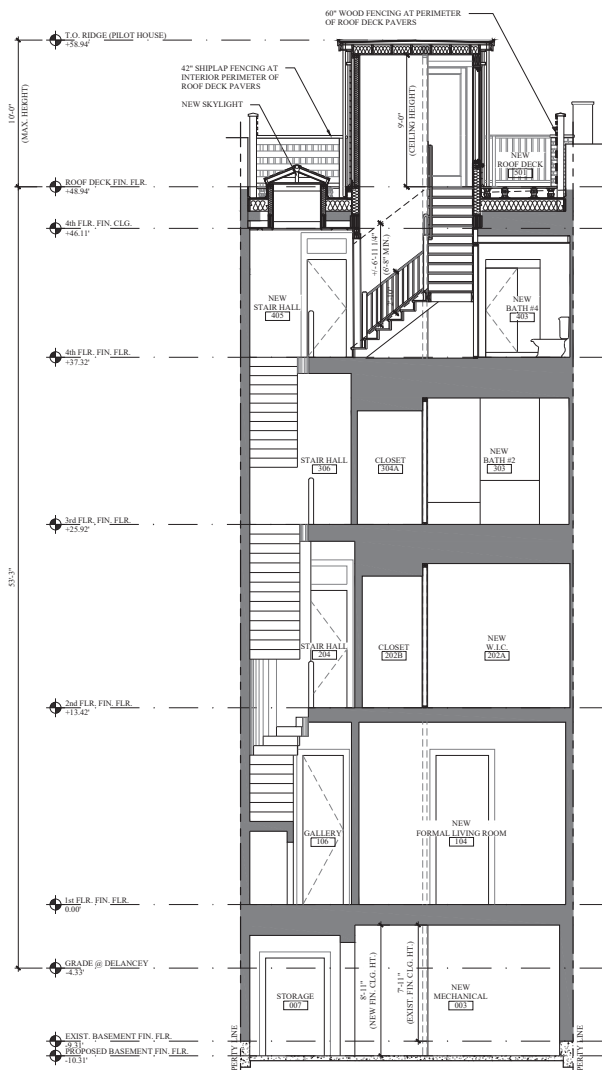 60" WOOD FENCING AT PERIMETER
OF ROOF DECK PAVERS
T.O. RIDGE (PILOT HOUSE)
+58.94'
42" SHIPLAP FENCING AT
INTERIOR PERIMETER OF
ROOF DECK PAVERS
NEW SKYLIGHT
10'-0"
(MAX. HEIGHT)
9'-0"
(CEILING HEIGHT)
NEW
ROOF DECK
501
ROOF DECK FIN. FLR.
+48.94'
4th FLR. FIN. CLG.
+46.11'
+/- 6'-11 1/4"
(6'-8" MIN.)
NEW
STAIR HALL
405
NEW
BATH #4
403
4th FLR. FIN. FLR.
+37.32'
STAIR HALL
306
CLOSET
304A
NEW
BATH #2
303
3rd FLR. FIN. FLR.
+25.92'
53'-3"
STAIR HALL
204
CLOSET
202B
NEW
W.I.C.
202A
2nd FLR. FIN. FLR.
+13.42'
GALLERY
106
NEW
FORMAL LIVING ROOM
104
1st FLR. FIN. FLR.
0.00'
GRADE @ DELANCEY
-4.33'
8'-11"
(NEW FIN. CLG. HT.)
7'-11"
(EXIST. FIN. CLG. HT.)
STORAGE
007
NEW
MECHANICAL
003
EXIST. BASEMENT FIN. FLR.
-9.31'
PROPOSED BASEMENT FIN. FLR.
-10.31'
PERTY LINE
PERTY LINE